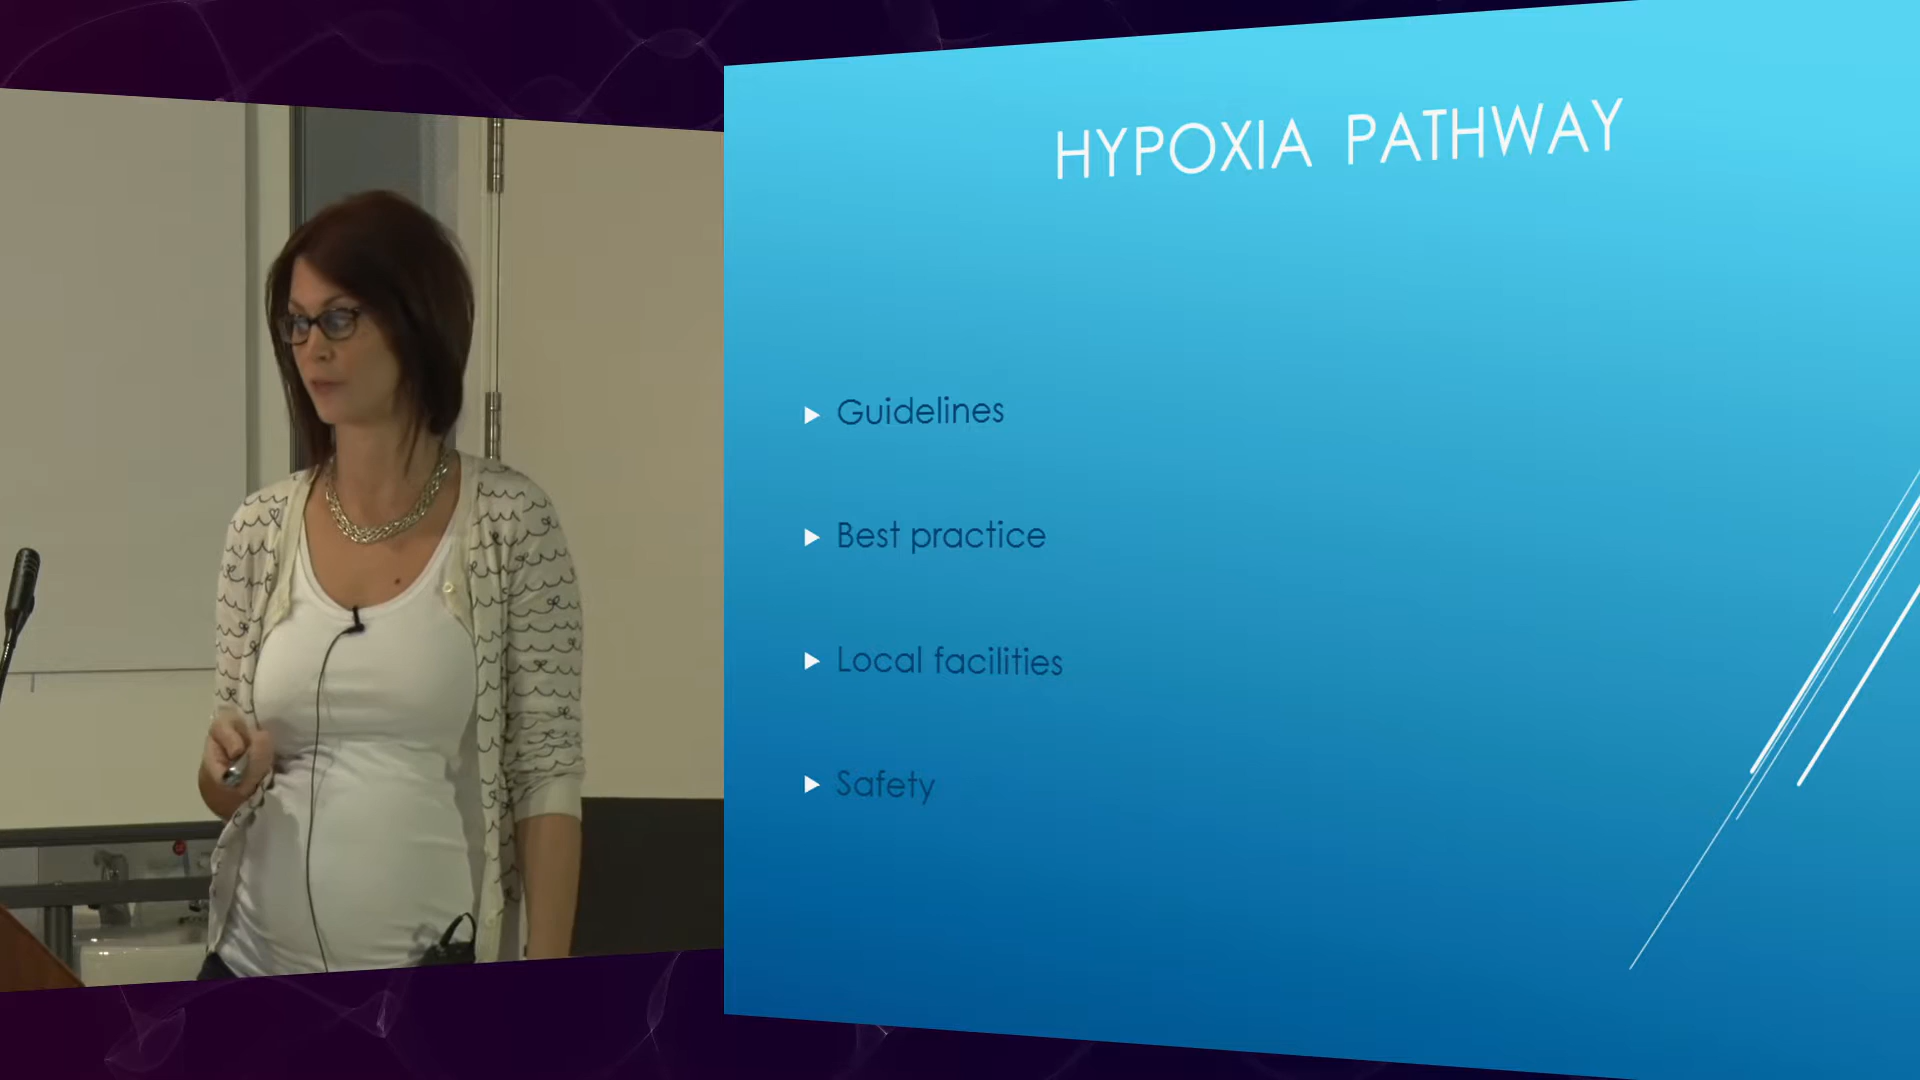 HYPOXIA PATHWAY
Guidelines
Best practice
Local facilities
Safety